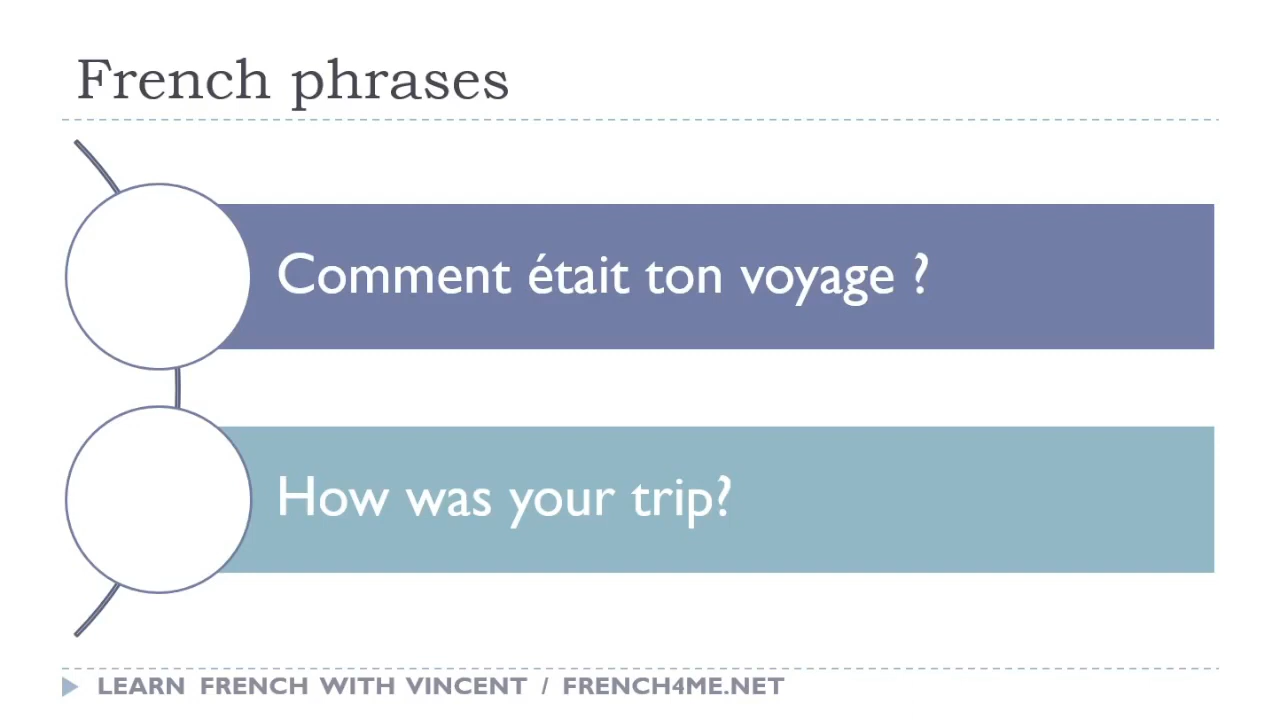 French phrases
Comment était ton voyage ?
How was your trip?
LEARN FRENCH WITH VINCENT / FRENCH4ME.NET